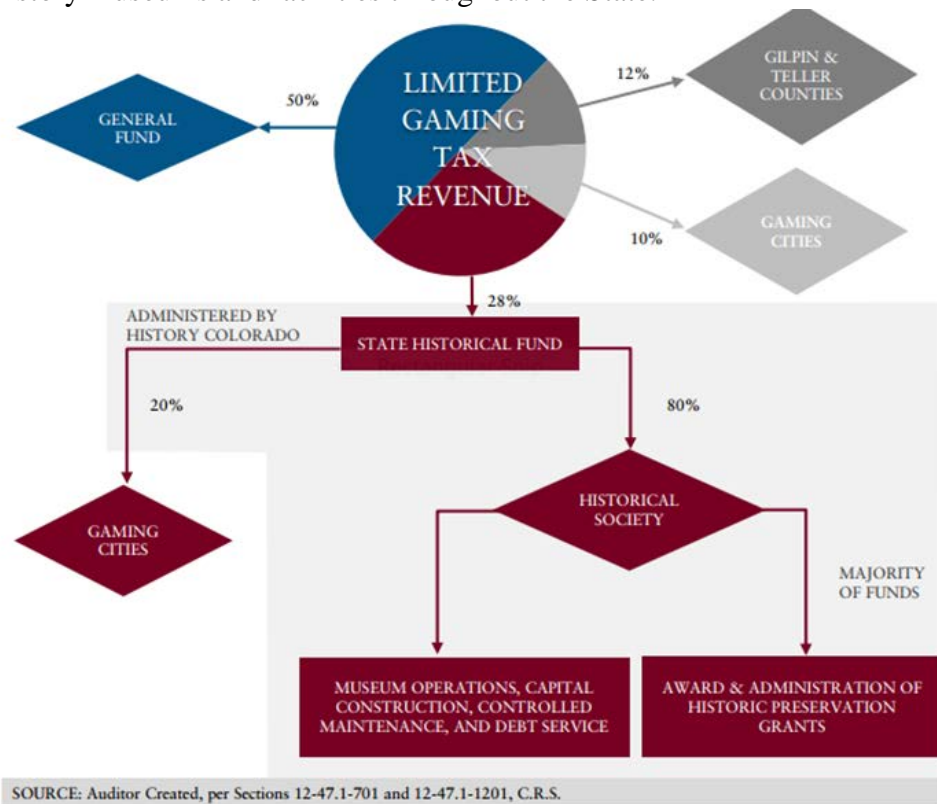 LIMITED
GAMING
TAX
REVENUE
50%
GENERAL
FUND
12%
GILPIN &
TELLER
COUNTIES
10%
GAMING
CITIES
28%
ADMINISTERED BY
HISTORY COLORADO
STATE HISTORICAL FUND
20%
80%
GAMING
CITIES
HISTORICAL
SOCIETY
MAJORITY
OF FUNDS
MUSEUM OPERATIONS, CAPITAL
CONSTRUCTION, CONTROLLED
MAINTENANCE, AND DEBT SERVICE
AWARD & ADMINISTRATION OF
HISTORIC PRESERVATION
GRANTS
SOURCE: Auditor Created, per Sections 12-47.1-701 and 12-47.1-1201, C.R.S.